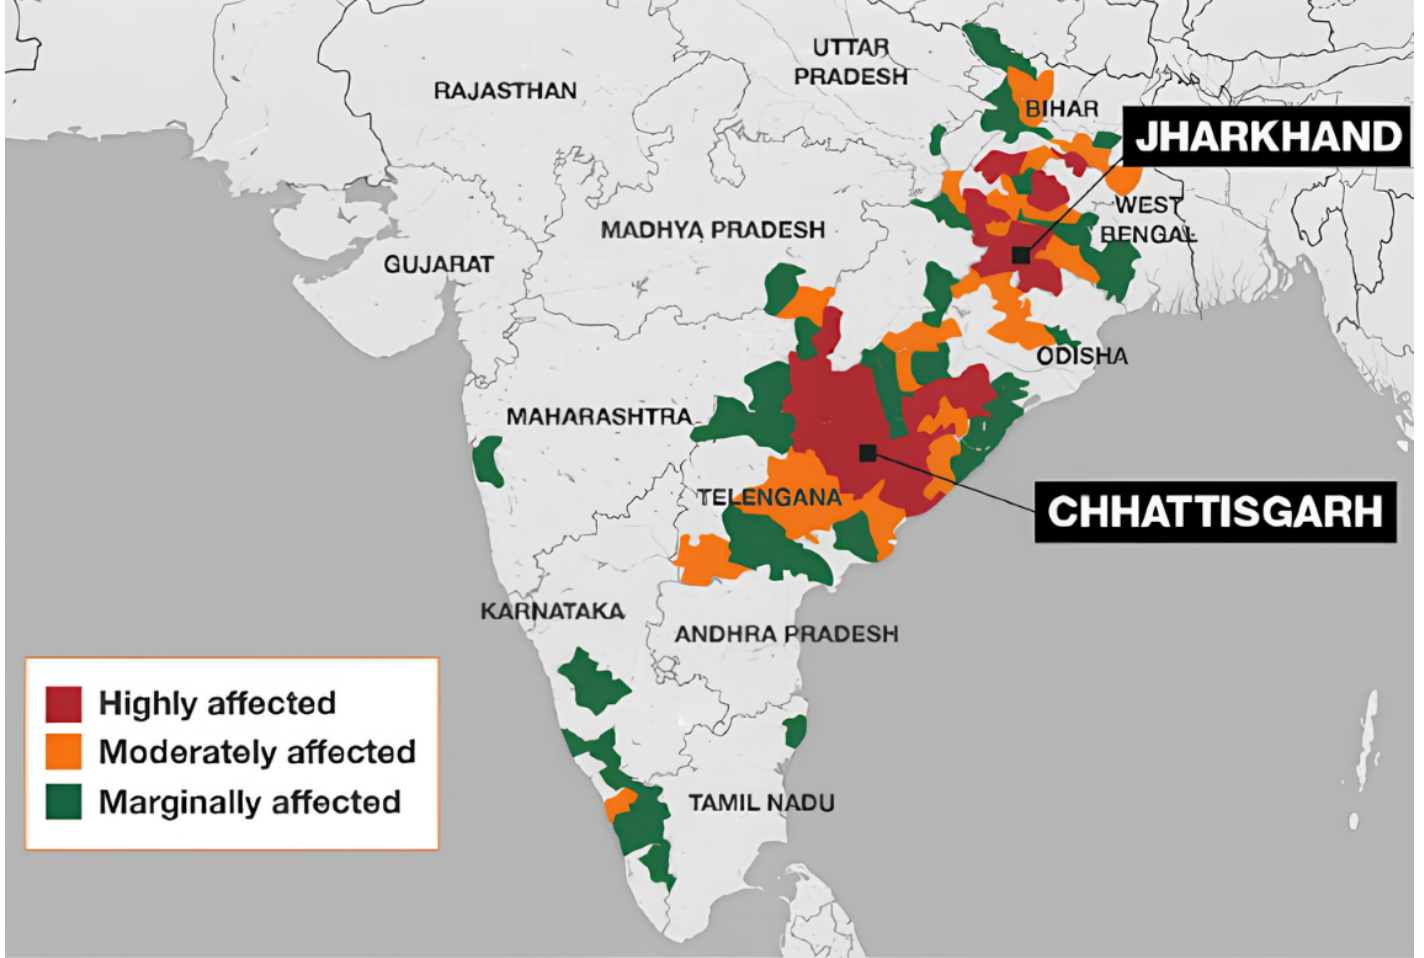 UTTAR
PRADESH
RAJASTHAN
BIHAR
JHARKHAND
WEST
BENGAL
MADHYA PRADESH
GUJARAT
ODISHA
MAHARASHTRA
TELENGANA
CHHATTISGARH
KARNATAKA
ANDHRA PRADESH
Highly affected
Moderately affected
Marginally affected
TAMIL NADU